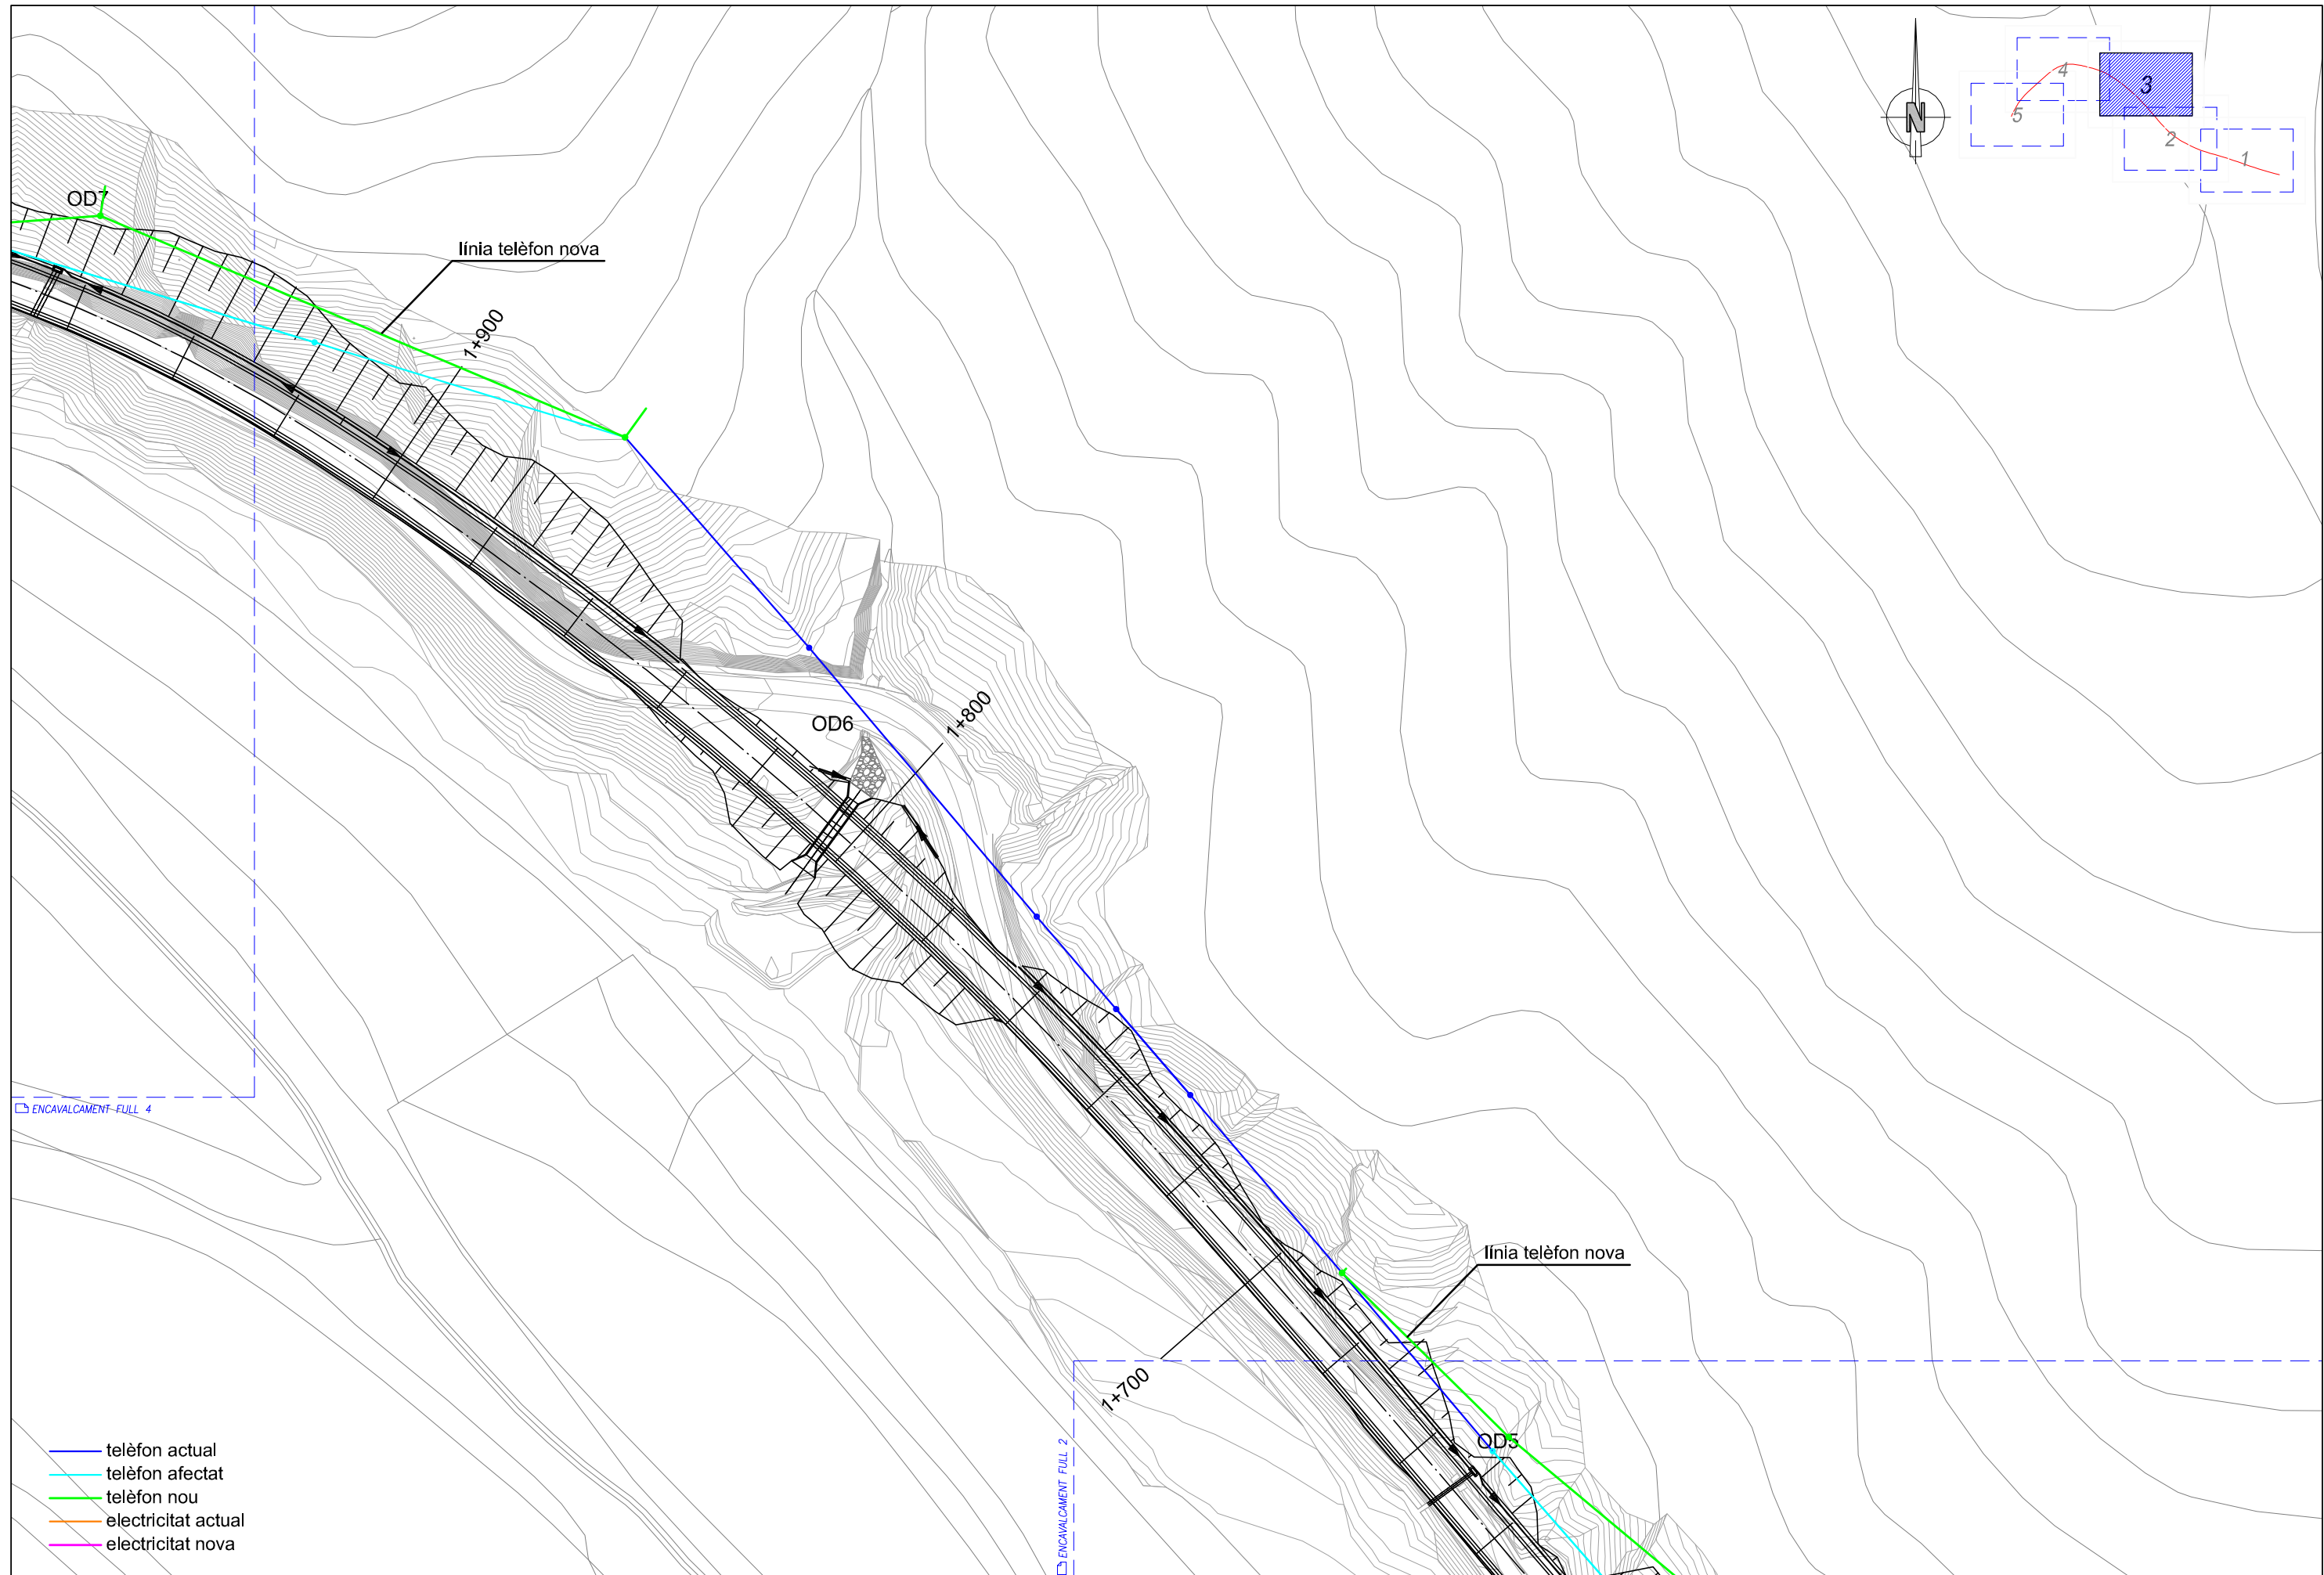 N
4
3
5
2
1
OD7
línia telèfon nova
1+900
OD6
1+800
ENCAVALCAMENT FULL 4
línia telèfon nova
1+700
OD5
ENCAVALCAMENT FULL 2
telèfon actual
telèfon afectat
telèfon nou
electricitat actual
electricitat nova